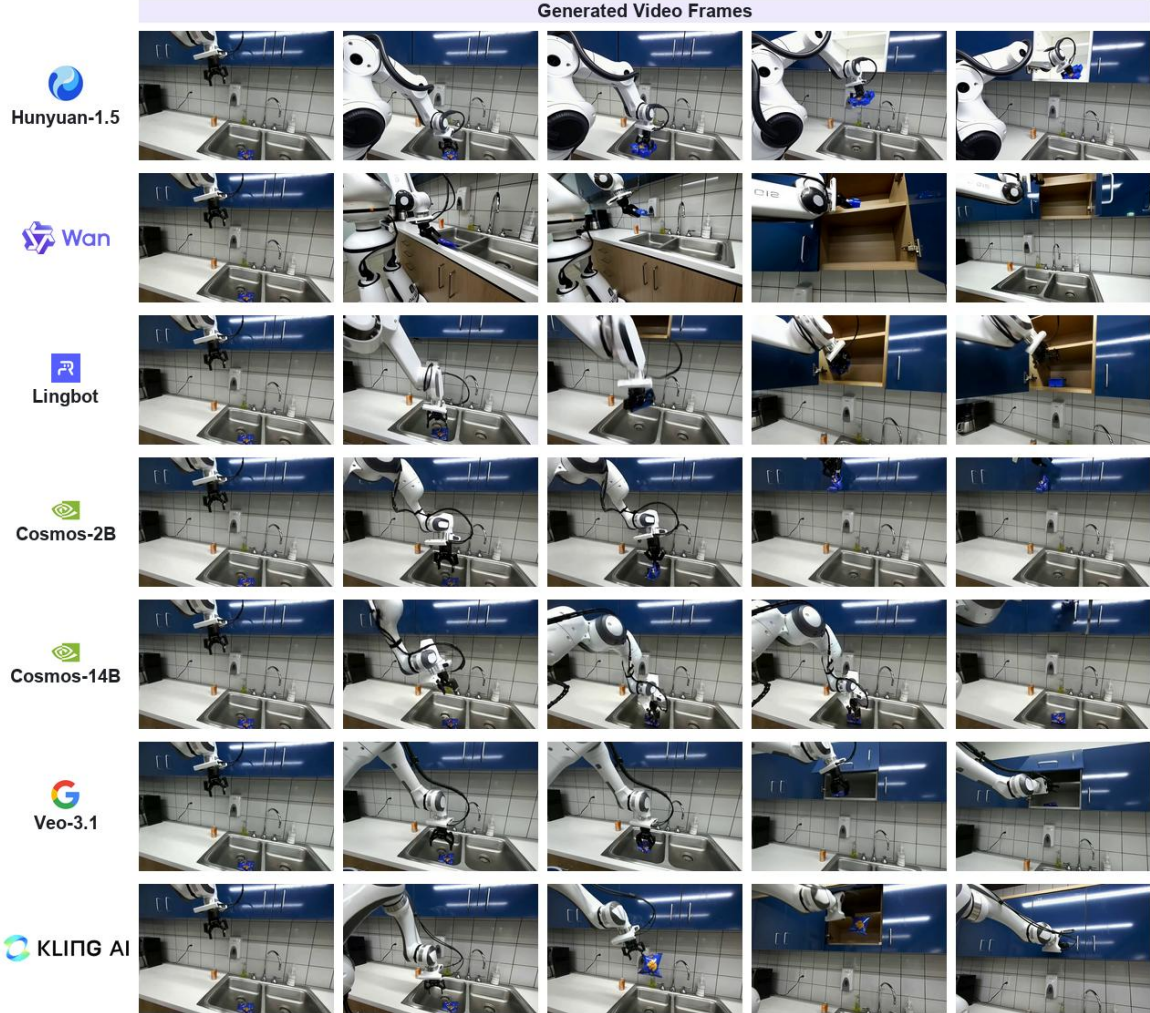 Generated Video Frames
Hunyuan-1.5
Wan
Lingbot
Cosmos-2B
Cosmos-14B
Veo-3.1
KLING AI